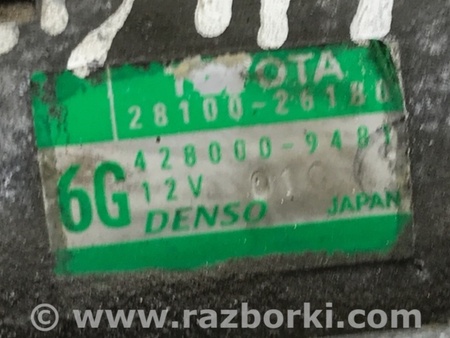 TOYOTA
28100-26180
428000-9481
6G 12V
DENSO JAPAN
© www.razborki.com